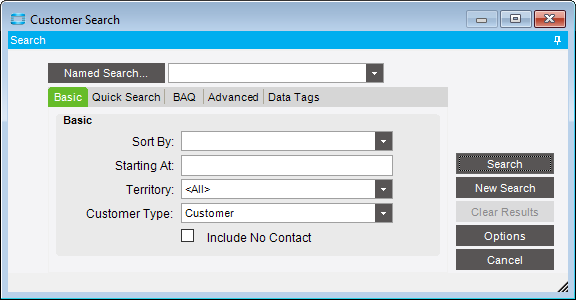 Customer Search
Search
Named Search...
Basic Quick Search BAQ Advanced Data Tags
Basic
Sort By:
Starting At:
Territory: <All>
Customer Type: Customer
Include No Contact
Search
New Search
Clear Results
Options
Cancel